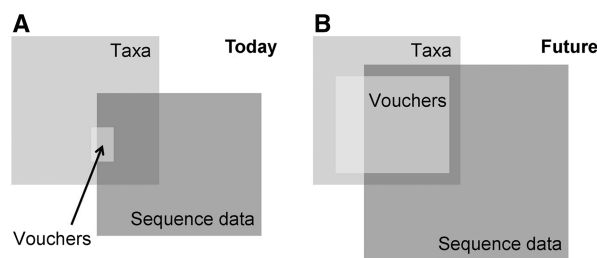 A
Taxa
Today
Vouchers
Sequence data
B
Taxa
Future
Vouchers
Sequence data